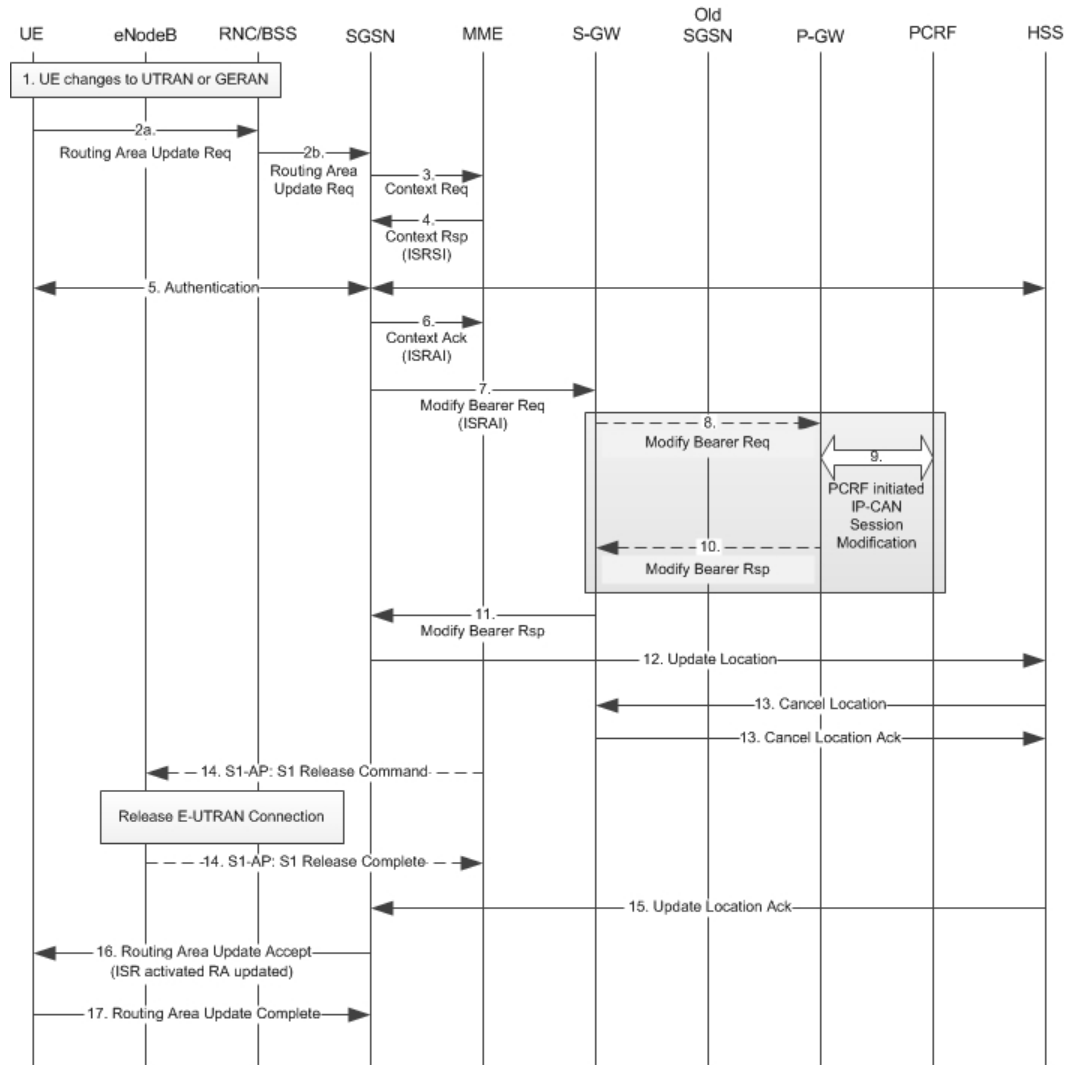 UE
eNodeB
RNC/BSS
SGSN
MME
S-GW
Old
SGSN
P-GW
PCRF
HSS
1. UE changes to UTRAN or GERAN
2a.
Routing Area Update Req
2b.
Routing Area
Update Req
3.
Context Req
4.
Context Rsp
(ISRSI)
5. Authentication
6.
Context Ack
(ISRAI)
7.
Modify Bearer Req
(ISRAI)
8.
Modify Bearer Req
9.
PCRF initiated
IP-CAN
Session
Modification
10.
Modify Bearer Rsp
11.
Modify Bearer Rsp
12. Update Location
13. Cancel Location
13. Cancel Location Ack
14. S1-AP: S1 Release Command
Release E-UTRAN Connection
14. S1-AP: S1 Release Complete
15. Update Location Ack
16. Routing Area Update Accept
(ISR activated RA updated)
17. Routing Area Update Complete